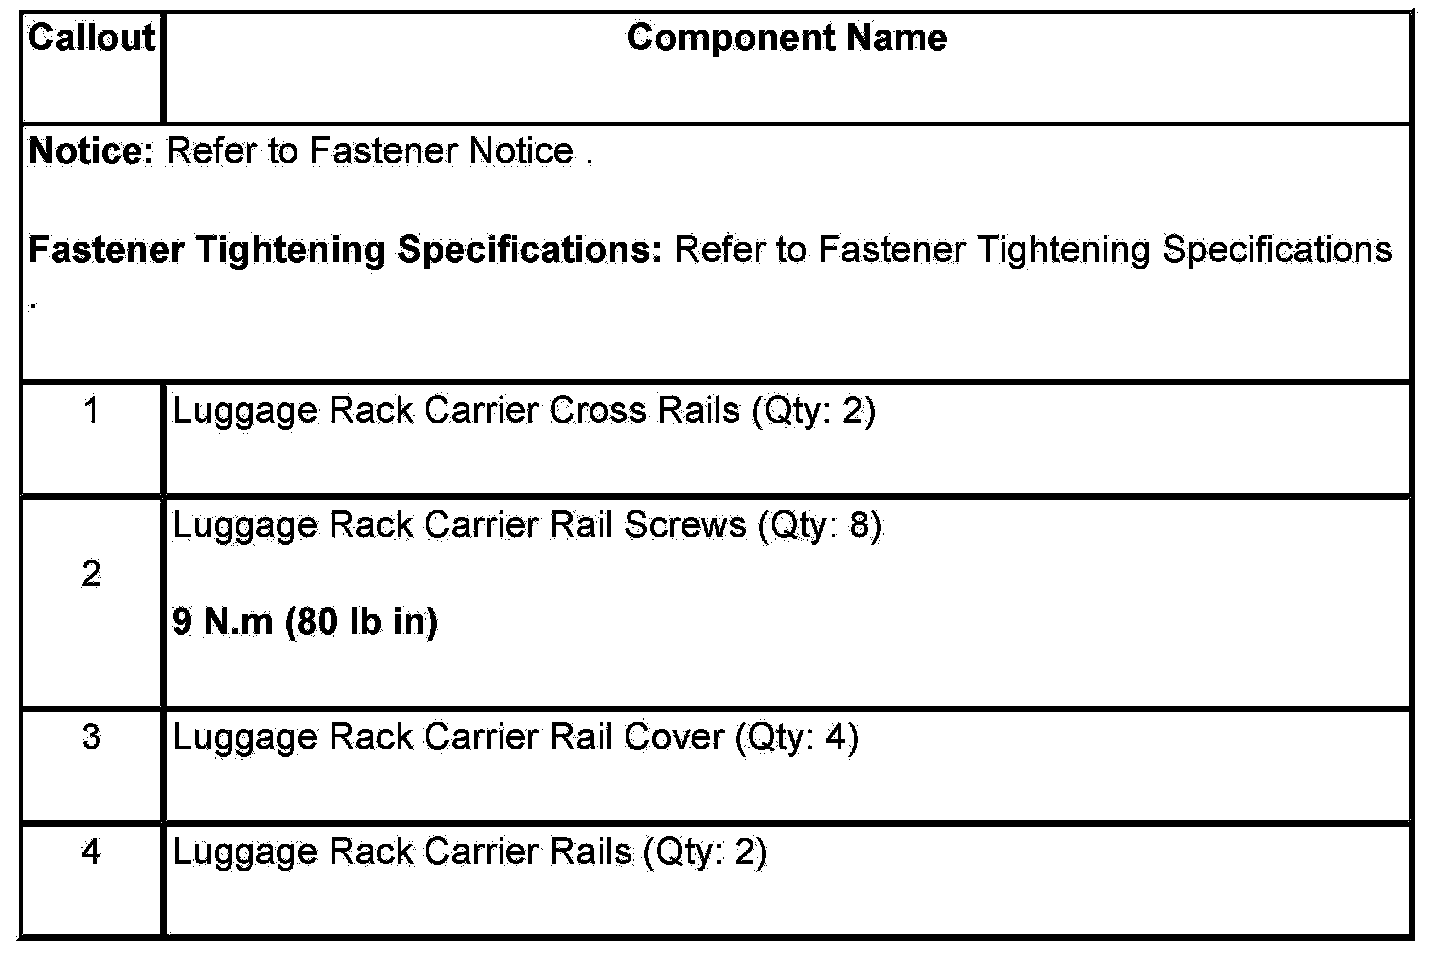 Callout Component Name
Notice: Refer to Fastener Notice .
Fastener Tightening Specifications: Refer to Fastener Tightening Specifications
.
1 Luggage Rack Carrier Cross Rails (Qty: 2)
Luggage Rack Carrier Rail Screws (Qty: 8)
2
9 N.m (80 lb in)
3 Luggage Rack Carrier Rail Cover (Qty: 4)
4 Luggage Rack Carrier Rails (Qty: 2)